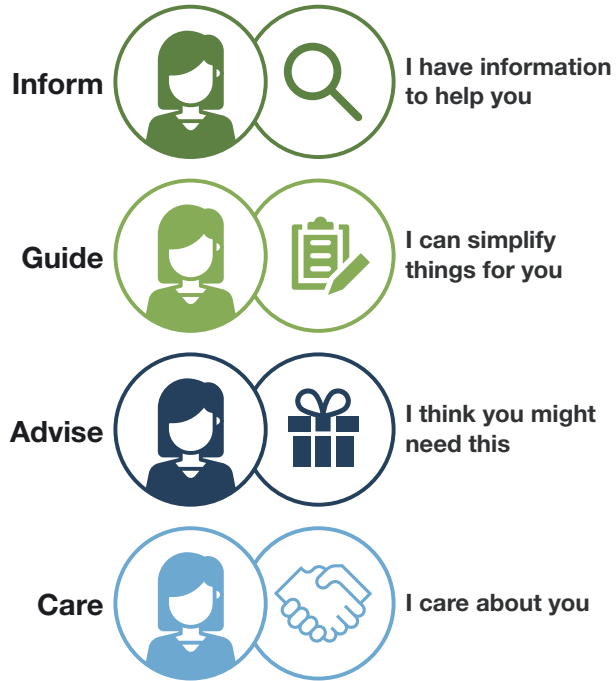 Inform
I have information
to help you
Guide
I can simplify
things for you
Advise
I think you might
need this
Care
I care about you